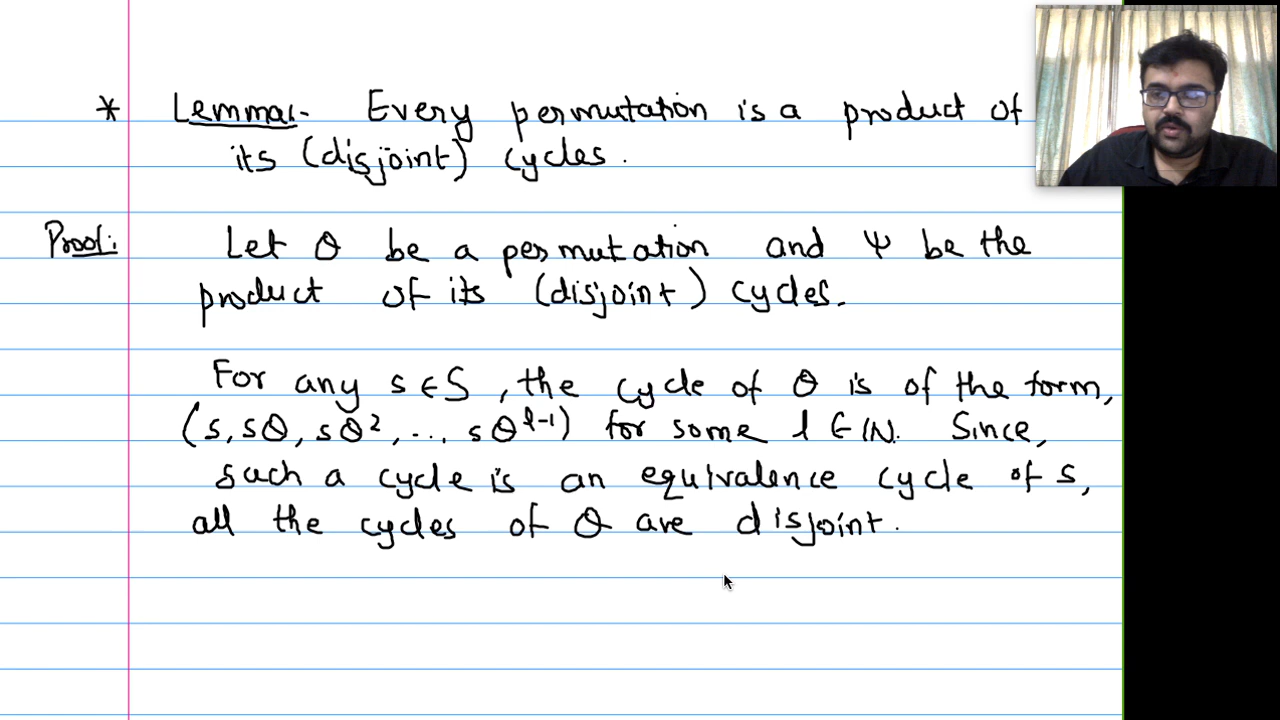 * Lemma:- Every permutation is a product of
its (disjoint) cycles.
Proof: Let θ be a permutation and ψ be the
product of its (disjoint) cycles.
For any s ∈ S, the cycle of θ is of the form,
(s, sθ, sθ², ..., sθ^{l-1}) for some l ∈ ℕ. Since,
such a cycle is an equivalence cycle of s,
all the cycles of θ are disjoint.